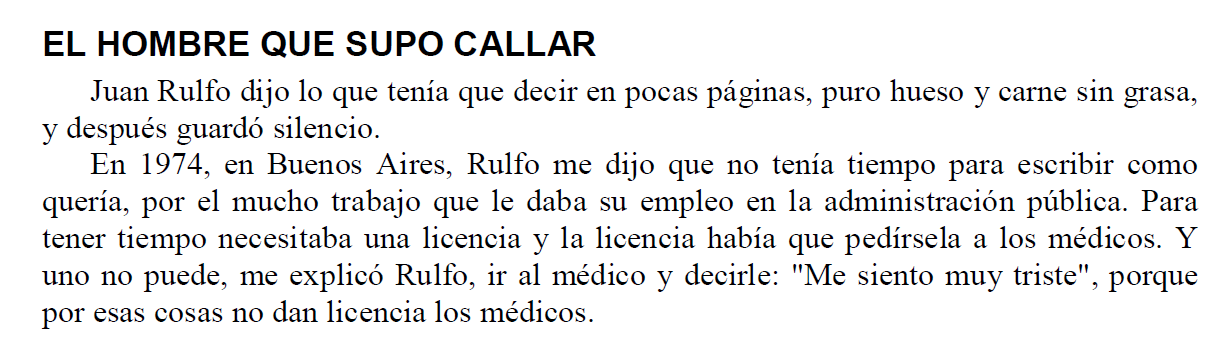 EL HOMBRE QUE SUPO CALLAR
Juan Rulfo dijo lo que tenía que decir en pocas páginas, puro hueso y carne sin grasa,
y después guardó silencio.
En 1974, en Buenos Aires, Rulfo me dijo que no tenía tiempo para escribir como
quería, por el mucho trabajo que le daba su empleo en la administración pública. Para
tener tiempo necesitaba una licencia y la licencia había que pedírsela a los médicos. Y
uno no puede, me explicó Rulfo, ir al médico y decirle: "Me siento muy triste", porque
por esas cosas no dan licencia los médicos.